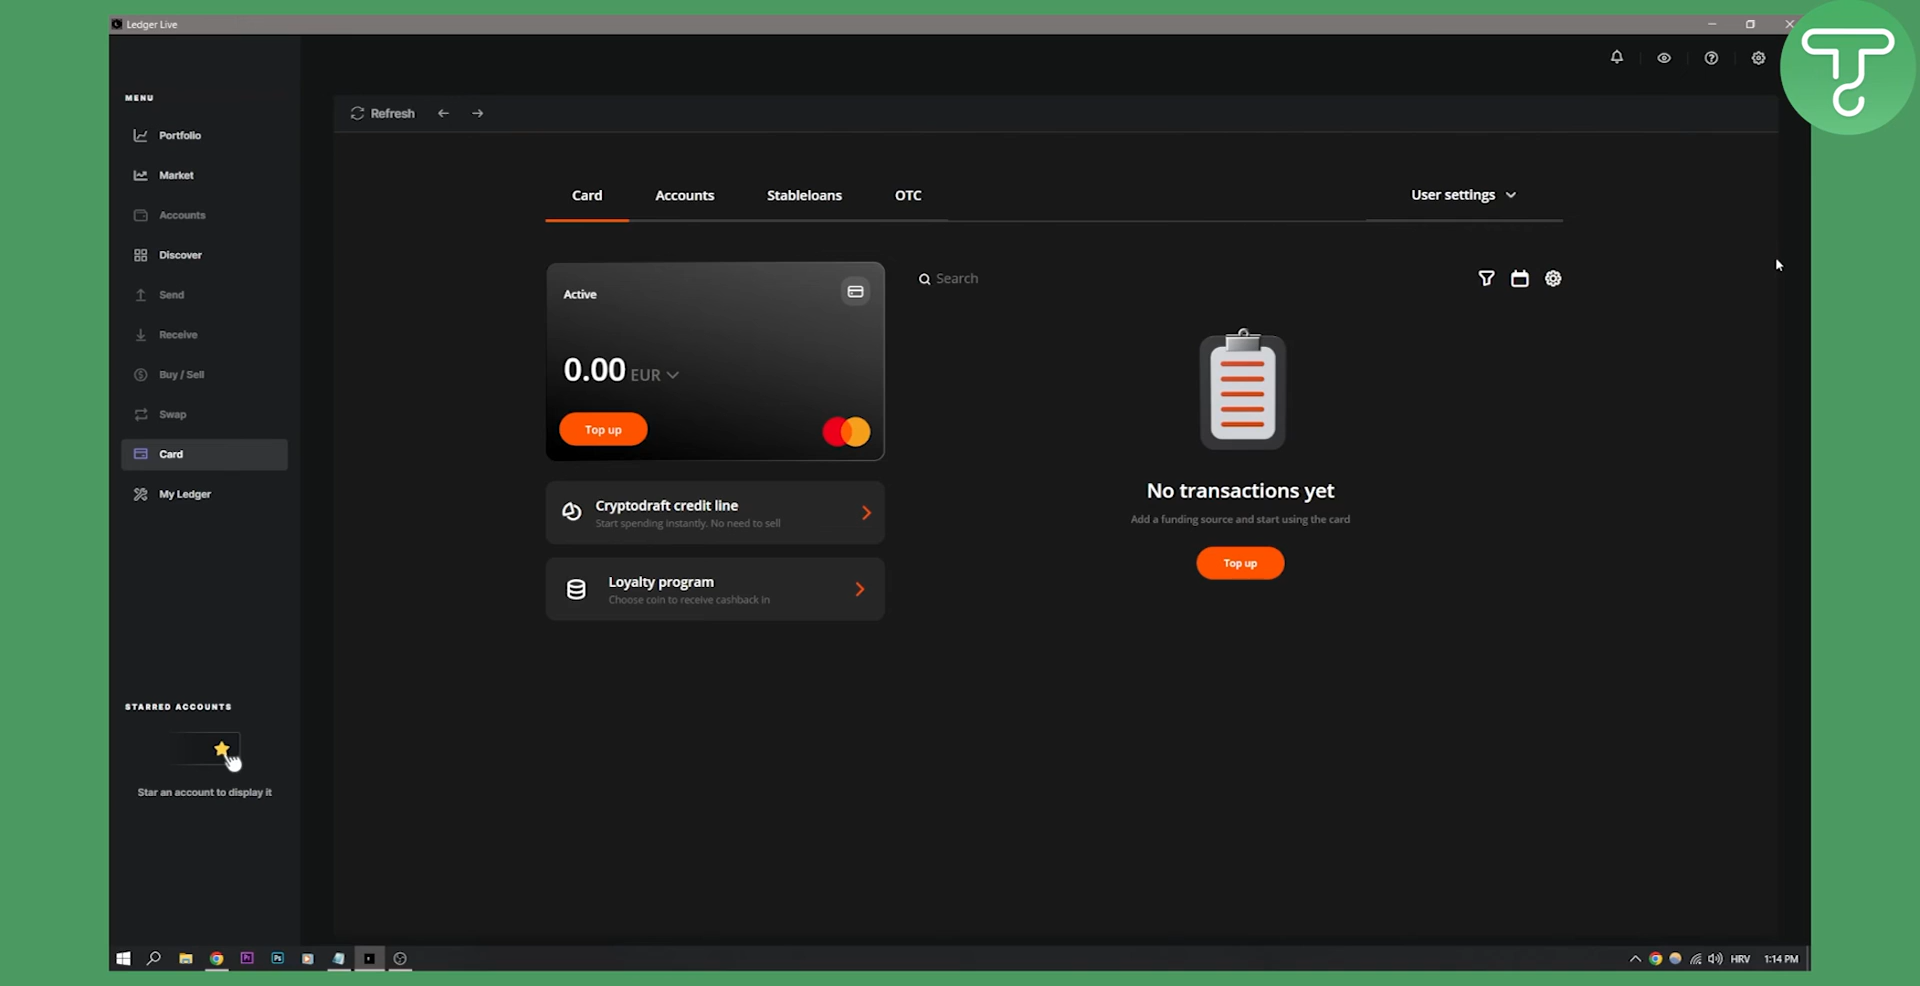 Ledger Live
MENU
Portfolio
Market
Accounts
Discover
Send
Receive
Buy / Sell
Swap
Card
My Ledger
STARRED ACCOUNTS
Star an account to display it
Refresh
Card
Accounts
Stableloans
OTC
User settings
Active
0.00 EUR
Top up
Cryptodraft credit line
Start spending instantly. No need to sell
Loyalty program
Choose coin to receive cashback in
Search
No transactions yet
Add a funding source and start using the card
Top up
Pr
Ps
HRV
1:14 PM